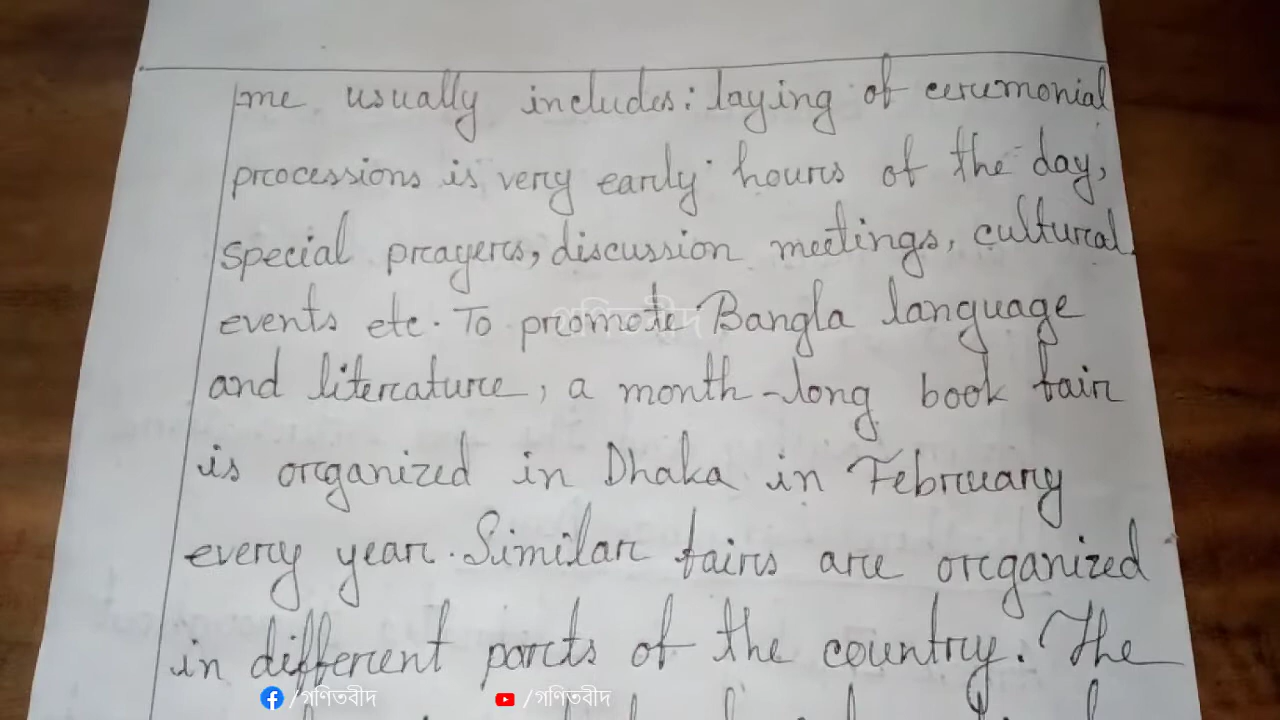 me usually includes: laying of ceremonial
processions is very early hours of the day,
special prayers, discussion meetings, cultural
events etc. To promote Bangla language
গণিতবীদ
and literature, a month-long book fair
is organized in Dhaka in February
every year. Similar fairs are organized
in different parts of the country. The
/গণিতবীদ /গণিতবীদ